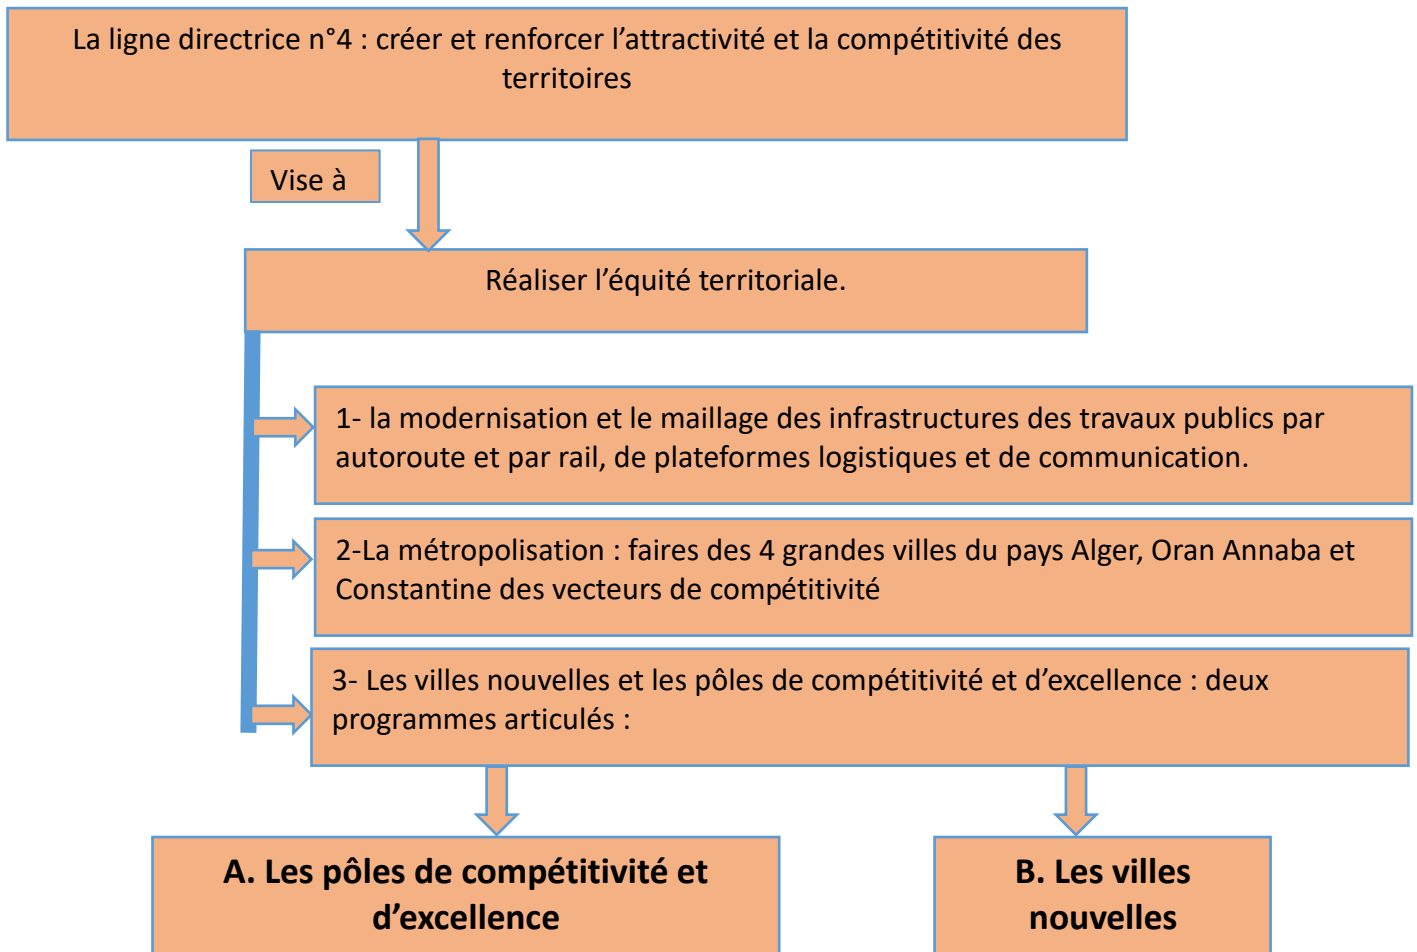 La ligne directrice n°4 : créer et renforcer l’attractivité et la compétitivité des
territoires
Vise à
Réaliser l’équité territoriale.
1- la modernisation et le maillage des infrastructures des travaux publics par
autoroute et par rail, de plateformes logistiques et de communication.
2-La métropolisation : faires des 4 grandes villes du pays Alger, Oran Annaba et
Constantine des vecteurs de compétitivité
3- Les villes nouvelles et les pôles de compétitivité et d’excellence : deux
programmes articulés :
A. Les pôles de compétitivité et
d’excellence
B. Les villes
nouvelles